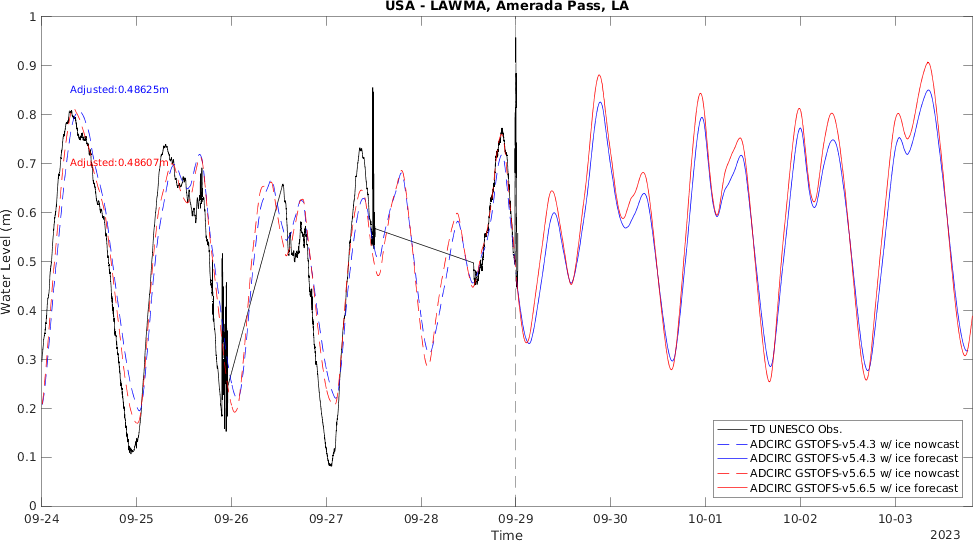 USA - LAWMA, Amerada Pass, LA
1
0.9
0.8
0.7
0.6
0.5
0.4
0.3
0.2
0.1
0
Water Level (m)
Adjusted:0.48625m
Adjusted:0.48607m
TD UNESCO Obs.
ADCIRC GSTOFS-v5.4.3 w/ ice nowcast
ADCIRC GSTOFS-v5.4.3 w/ ice forecast
ADCIRC GSTOFS-v5.6.5 w/ ice nowcast
ADCIRC GSTOFS-v5.6.5 w/ ice forecast
09-24 09-25 09-26 09-27 09-28 09-29 09-30 10-01 10-02 10-03
Time
2023